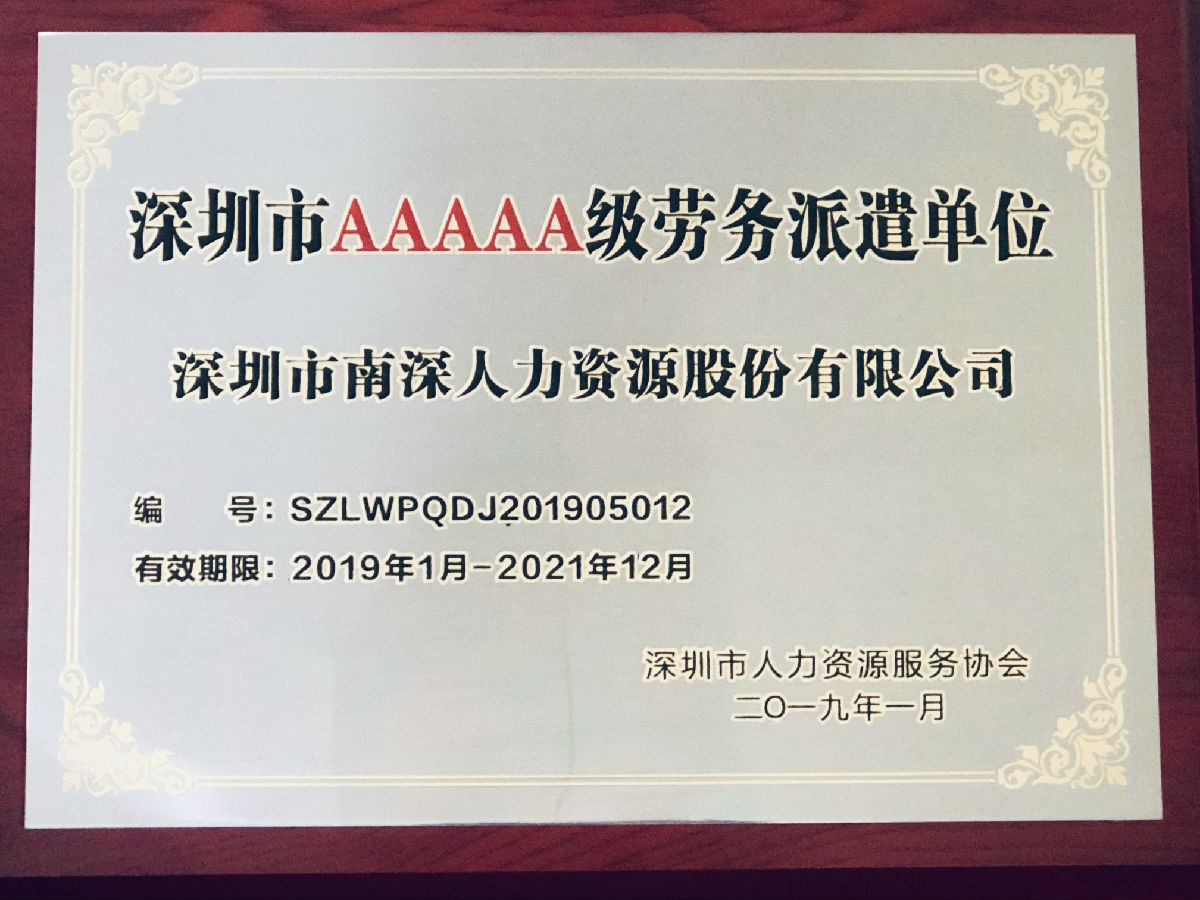 深圳市AAAAA级劳务派遣单位
深圳市南深人力资源股份有限公司
编　　号：SZLWPQDJ201905012
有效期限：2019年1月-2021年12月
深圳市人力资源服务协会
二〇一九年一月